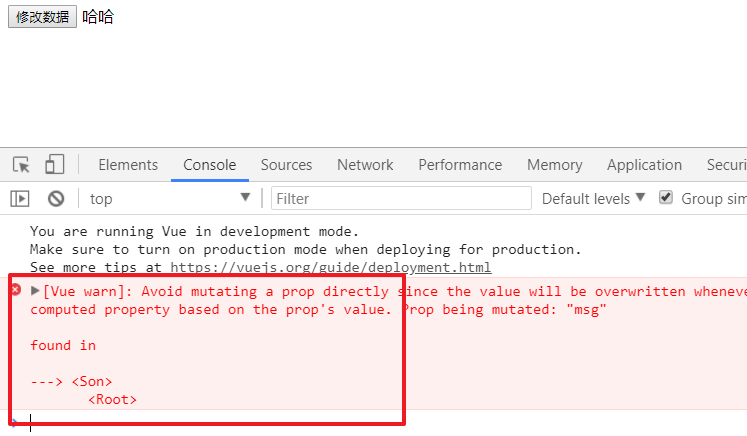 修改数据 哈哈
Elements Console Sources Network Performance Memory Application Securi
top Filter Default levels Group sim
You are running Vue in development mode.
Make sure to turn on production mode when deploying for production.
See more tips at https://vuejs.org/guide/deployment.html
[Vue warn]: Avoid mutating a prop directly since the value will be overwritten wheneve
computed property based on the prop's value. Prop being mutated: "msg"
found in
---> <Son>
<Root>